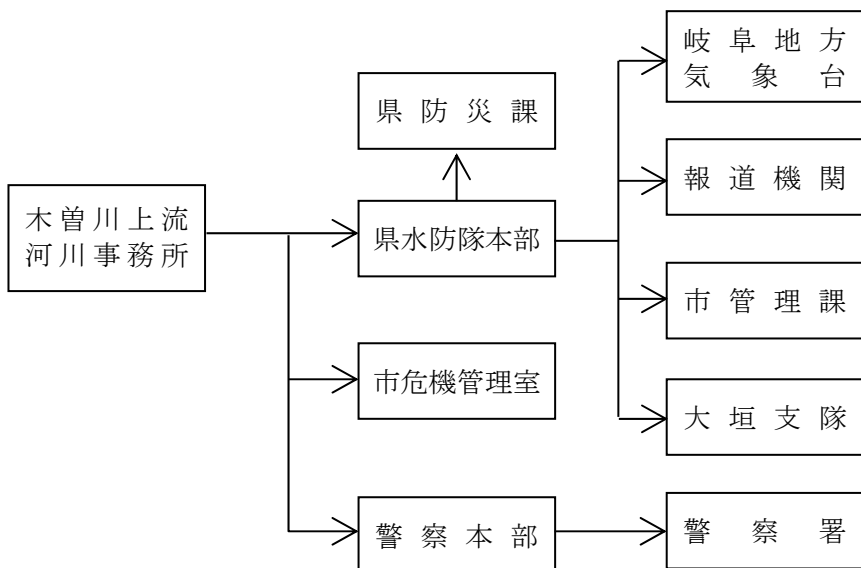 岐阜地方
気象台
県防災課
報道機関
木曽川上流
河川事務所
県水防隊本部
市管理課
市危機管理室
大垣支隊
警察本部
警察署